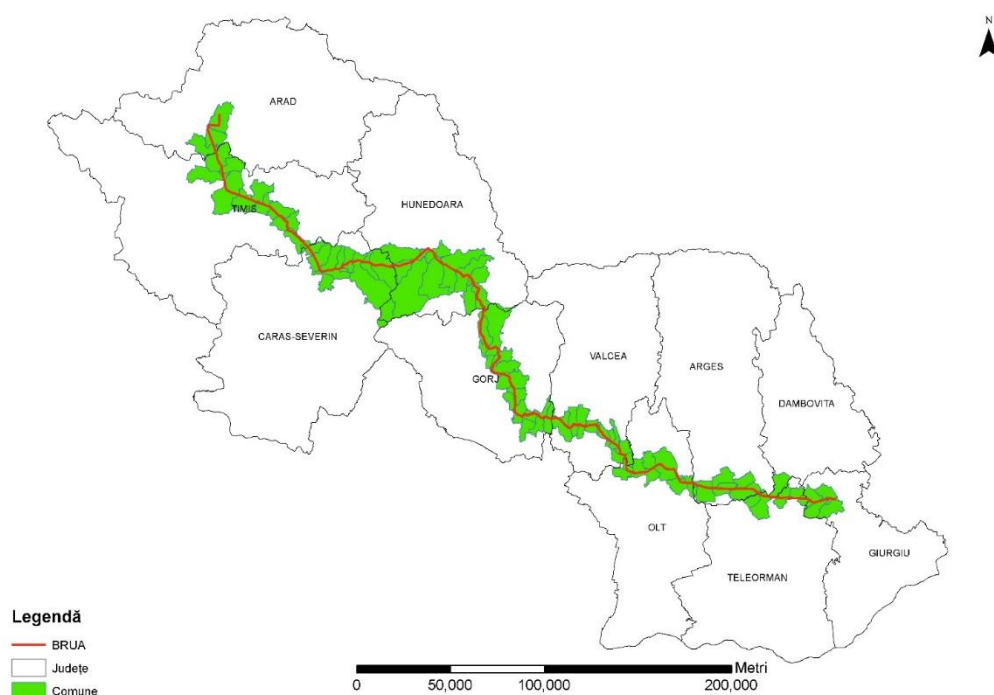 N
ARAD
HUNEDOARA
TIMIS
CARAS-SEVERIN
VALCEA
ARGES
GORJ
DAMBOVITA
OLT
GIURGIU
TELEORMAN
Legendă
BRUA
Județe
Comune
Metri
0 50,000 100,000 200,000